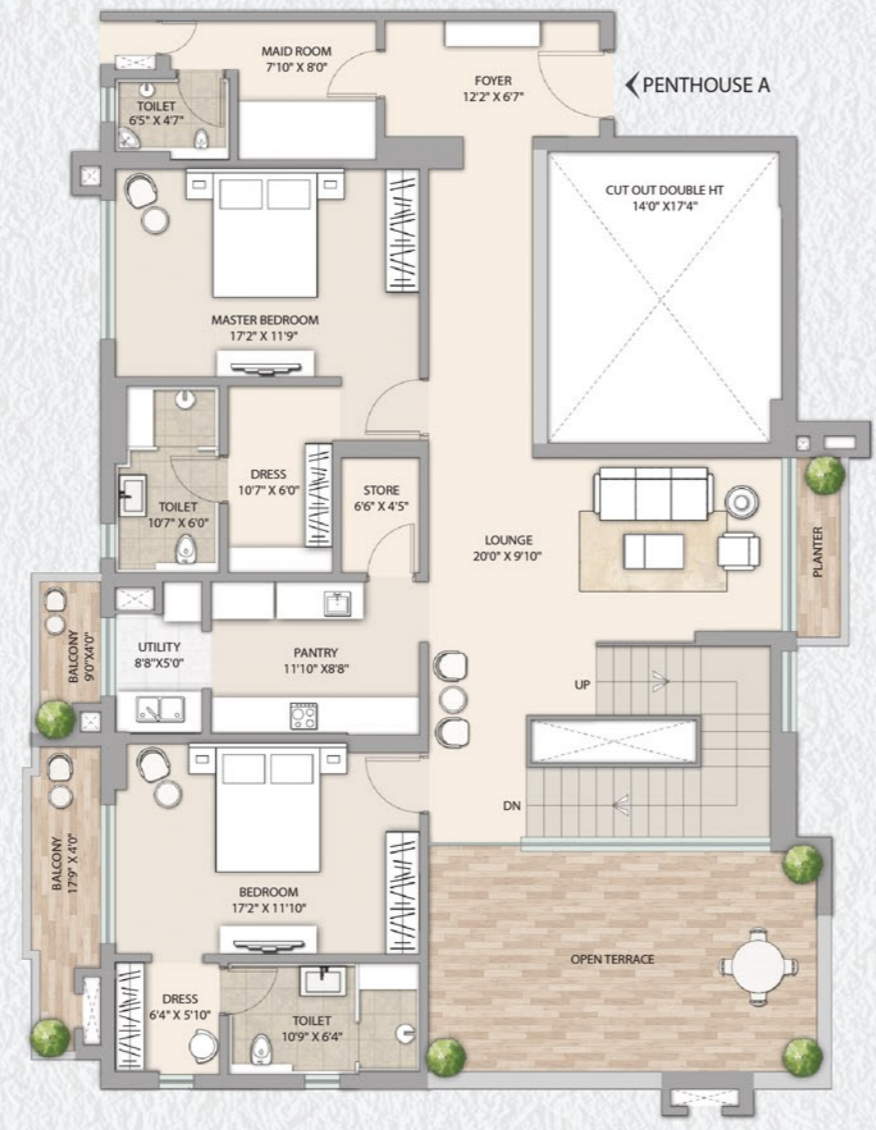 MAID ROOM
7'10" X 8'0"
FOYER
12'2" X 6'7"
PENTHOUSE A
TOILET
6'5" X 4'7"
CUT OUT DOUBLE HT
14'0" X17'4"
MASTER BEDROOM
17'2" X 11'9"
DRESS
10'7" X 6'0"
STORE
6'6" X 4'5"
TOILET
10'7" X 6'0"
LOUNGE
20'0" X 9'10"
PLANTER
BALCONY
9'0"X4'0"
UTILITY
8'8"X5'0"
PANTRY
11'10" X8'8"
UP
DN
BALCONY
17'9" X 4'0"
BEDROOM
17'2" X 11'10"
OPEN TERRACE
DRESS
6'4" X 5'10"
TOILET
10'9" X 6'4"